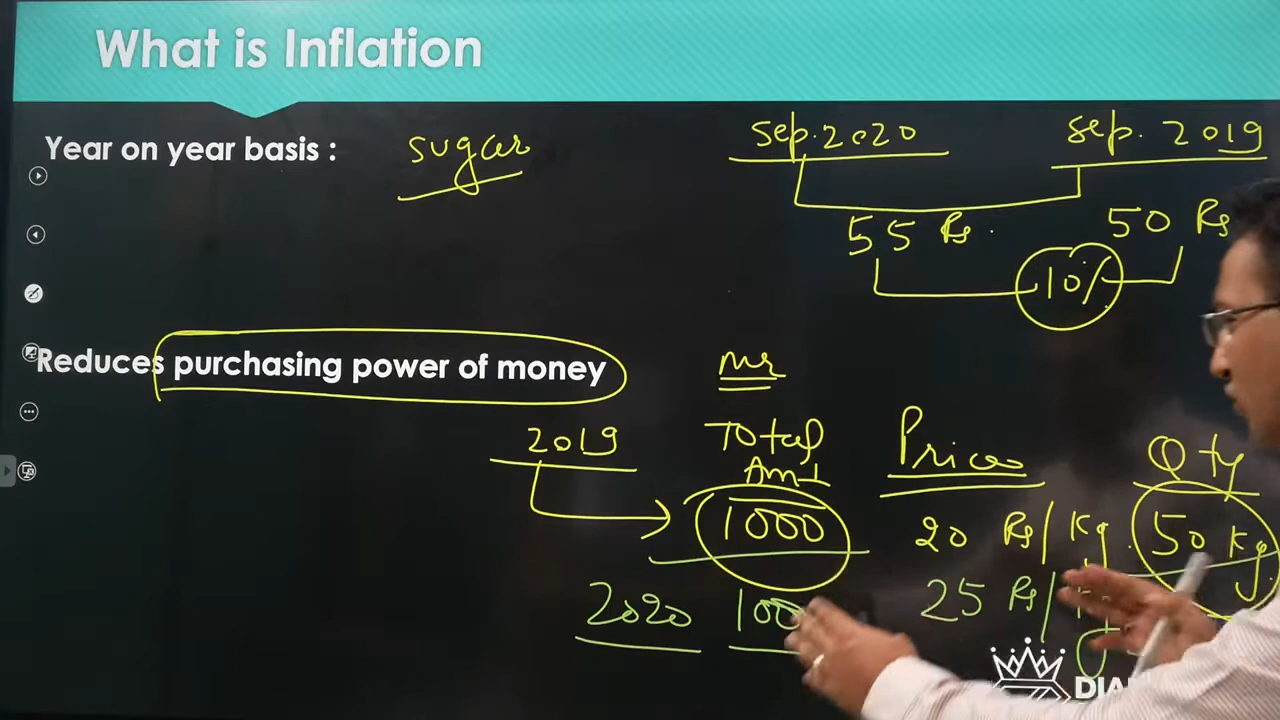 What is Inflation
Year on year basis : sugar
Sep. 2020 Sep. 2019
55 Rs. 50 Rs
10%
Reduces purchasing power of money
2019 Total Price Qty
Amt
1000 20 Rs/Kg. 50 Kg
2020 100 25 Rs/